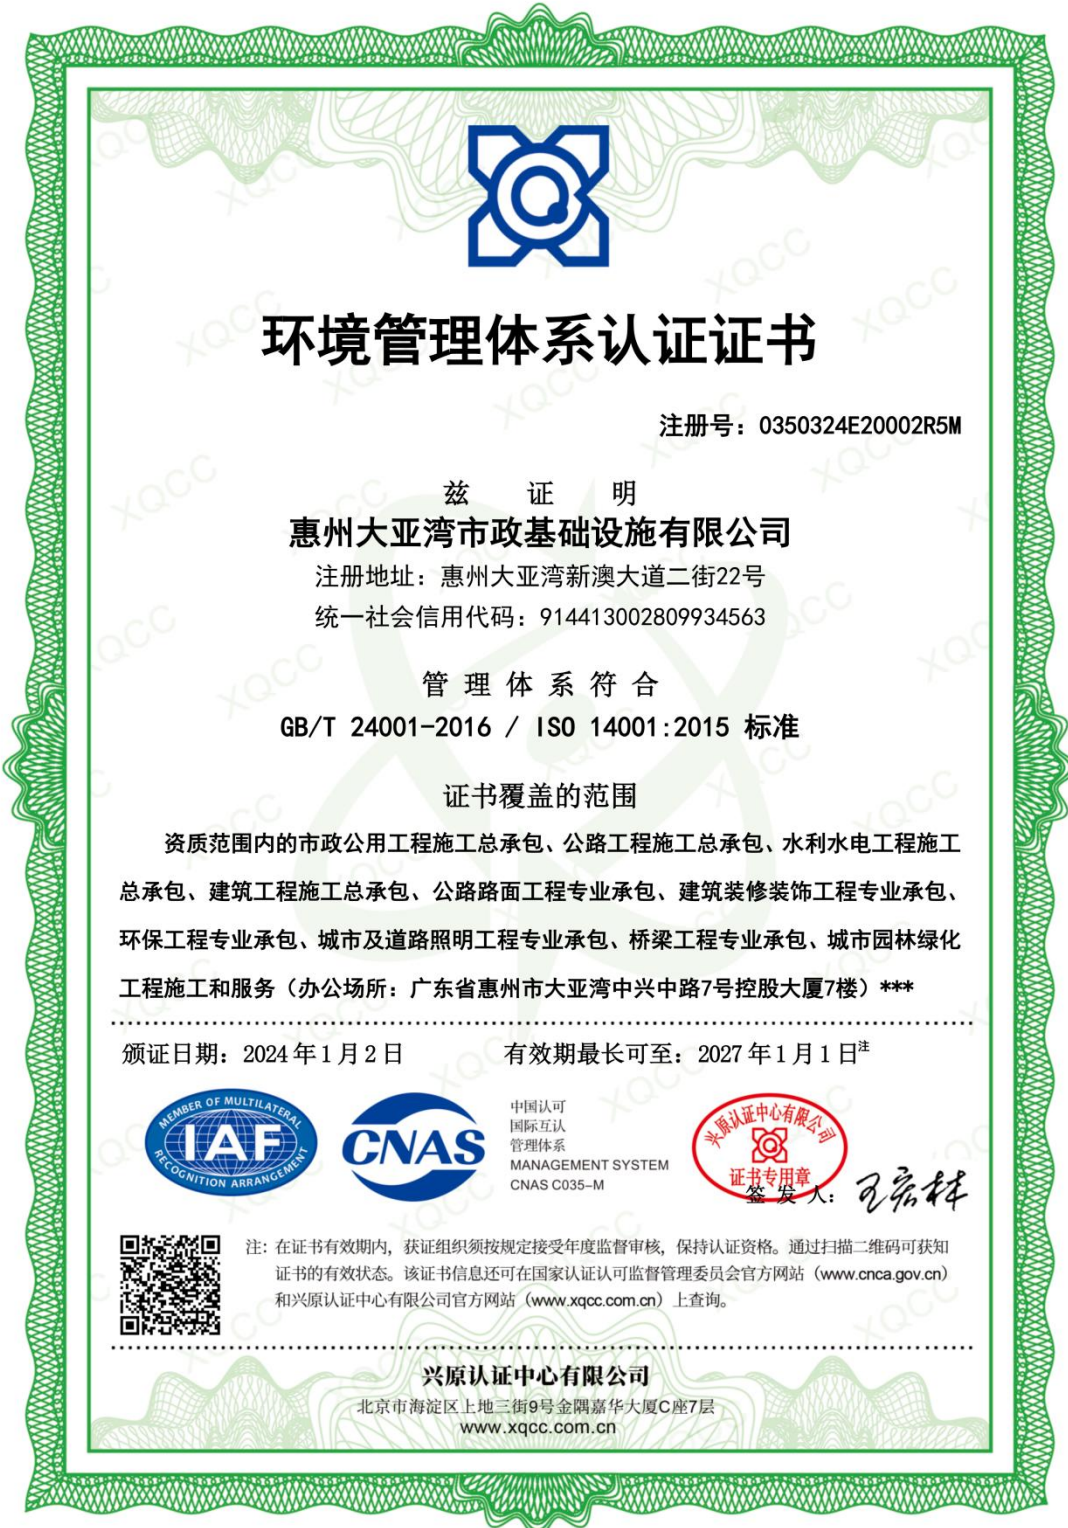 环境管理体系认证证书
注册号：0350324E20002R5M
兹 证 明
惠州大亚湾市政基础设施有限公司
注册地址：惠州大亚湾新澳大道二街22号
统一社会信用代码：914413002809934563
管 理 体 系 符 合
GB/T 24001-2016 / ISO 14001:2015 标准
证书覆盖的范围
资质范围内的市政公用工程施工总承包、公路工程施工总承包、水利水电工程施工
总承包、建筑工程施工总承包、公路路面工程专业承包、建筑装修装饰工程专业承包、
环保工程专业承包、城市及道路照明工程专业承包、桥梁工程专业承包、城市园林绿化
工程施工和服务（办公场所：广东省惠州市大亚湾中兴中路7号控股大厦7楼）***
颁证日期：2024年1月2日 有效期最长可至：2027年1月1日注
MEMBER OF MULTILATERAL
IAF
RECOGNITION ARRANGEMENT
CNAS
中国认可
国际互认
管理体系
MANAGEMENT SYSTEM
CNAS C035-M
兴原认证中心有限公司
证书专用章
签 发 人：王宏林
注：在证书有效期内，获证组织须按规定接受年度监督审核，保持认证资格。通过扫描二维码可获知
证书的有效状态。该证书信息还可在国家认证认可监督管理委员会官方网站（www.cnca.gov.cn）
和兴原认证中心有限公司官方网站（www.xqcc.com.cn）上查询。
兴原认证中心有限公司
北京市海淀区上地三街9号金隅嘉华大厦C座7层
www.xqcc.com.cn